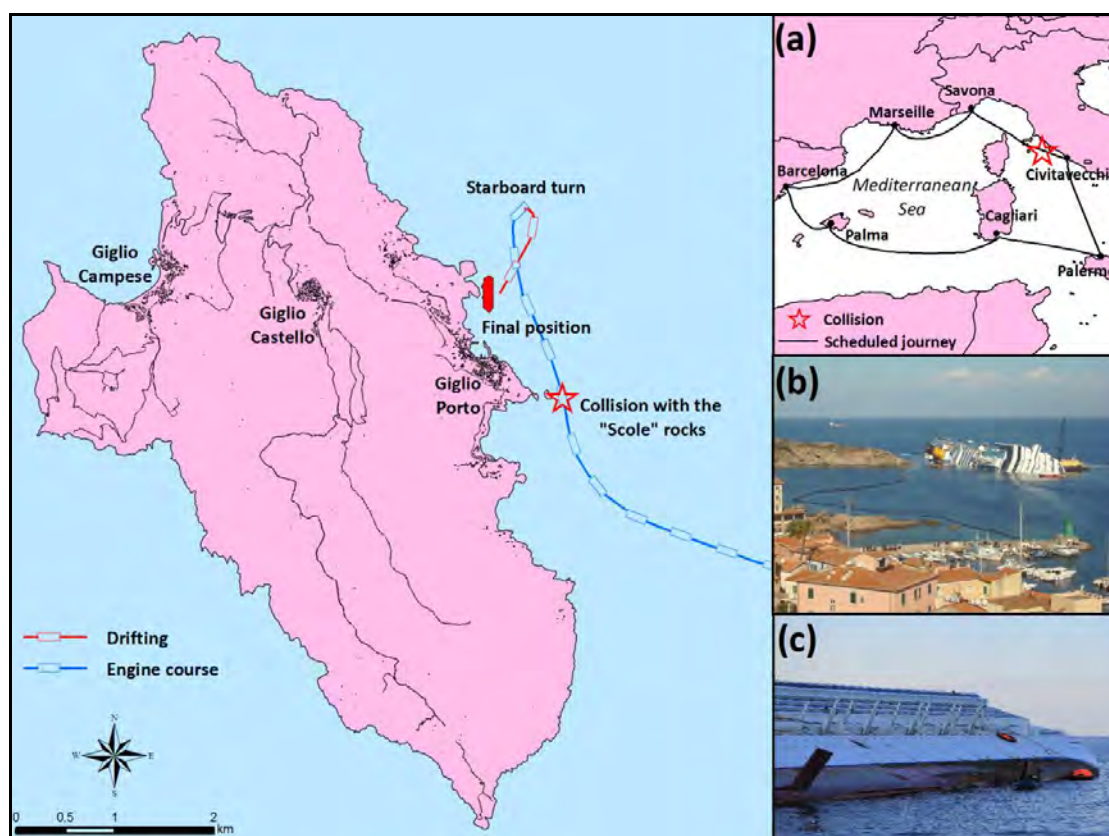 Starboard turn
Giglio
Campese
Giglio
Castello
Final position
Giglio
Porto
Collision with the
"Scole" rocks
Drifting
Engine course
N
W
E
S
0 0.5 1 2
km
(a)
Savona
Marseille
Barcelona
Civitavecchi
Mediterranean
Sea
Cagliari
Palma
Palermo
Collision
Scheduled journey
(b)
(c)